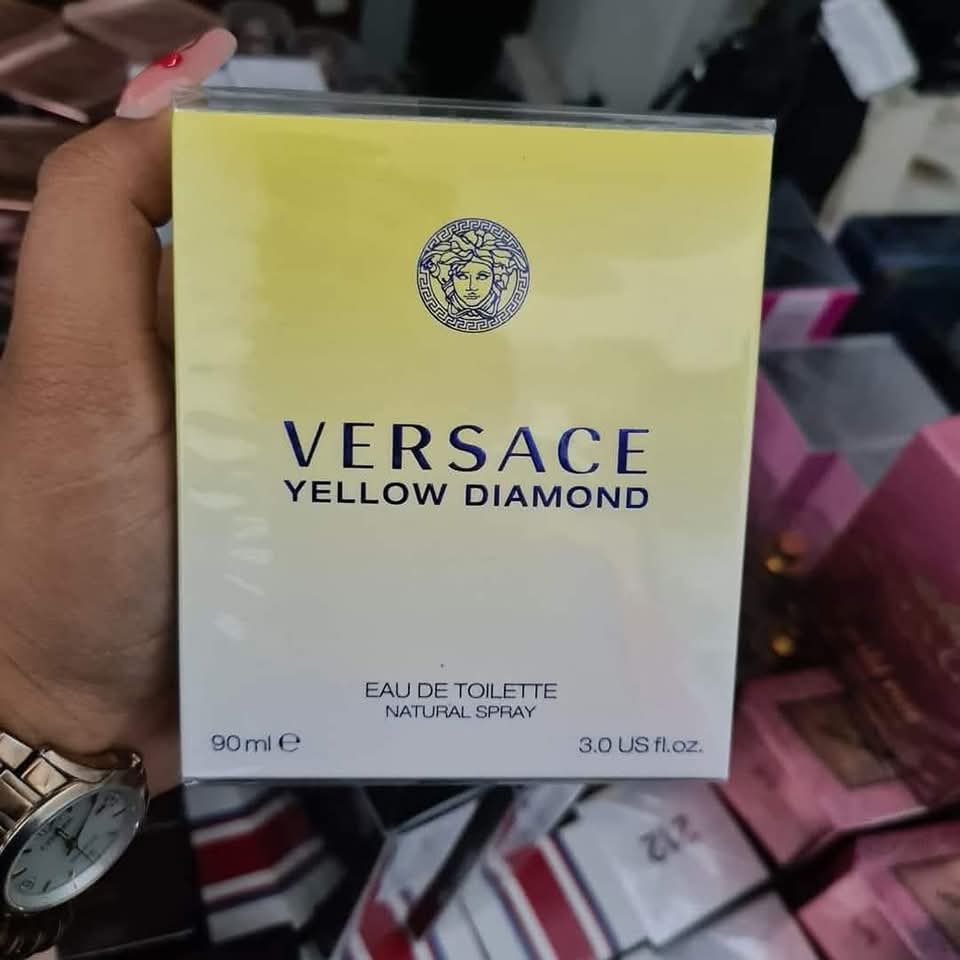 VERSACE
YELLOW DIAMOND
EAU DE TOILETTE
NATURAL SPRAY
90 ml ℮
3.0 US fl.oz.
212